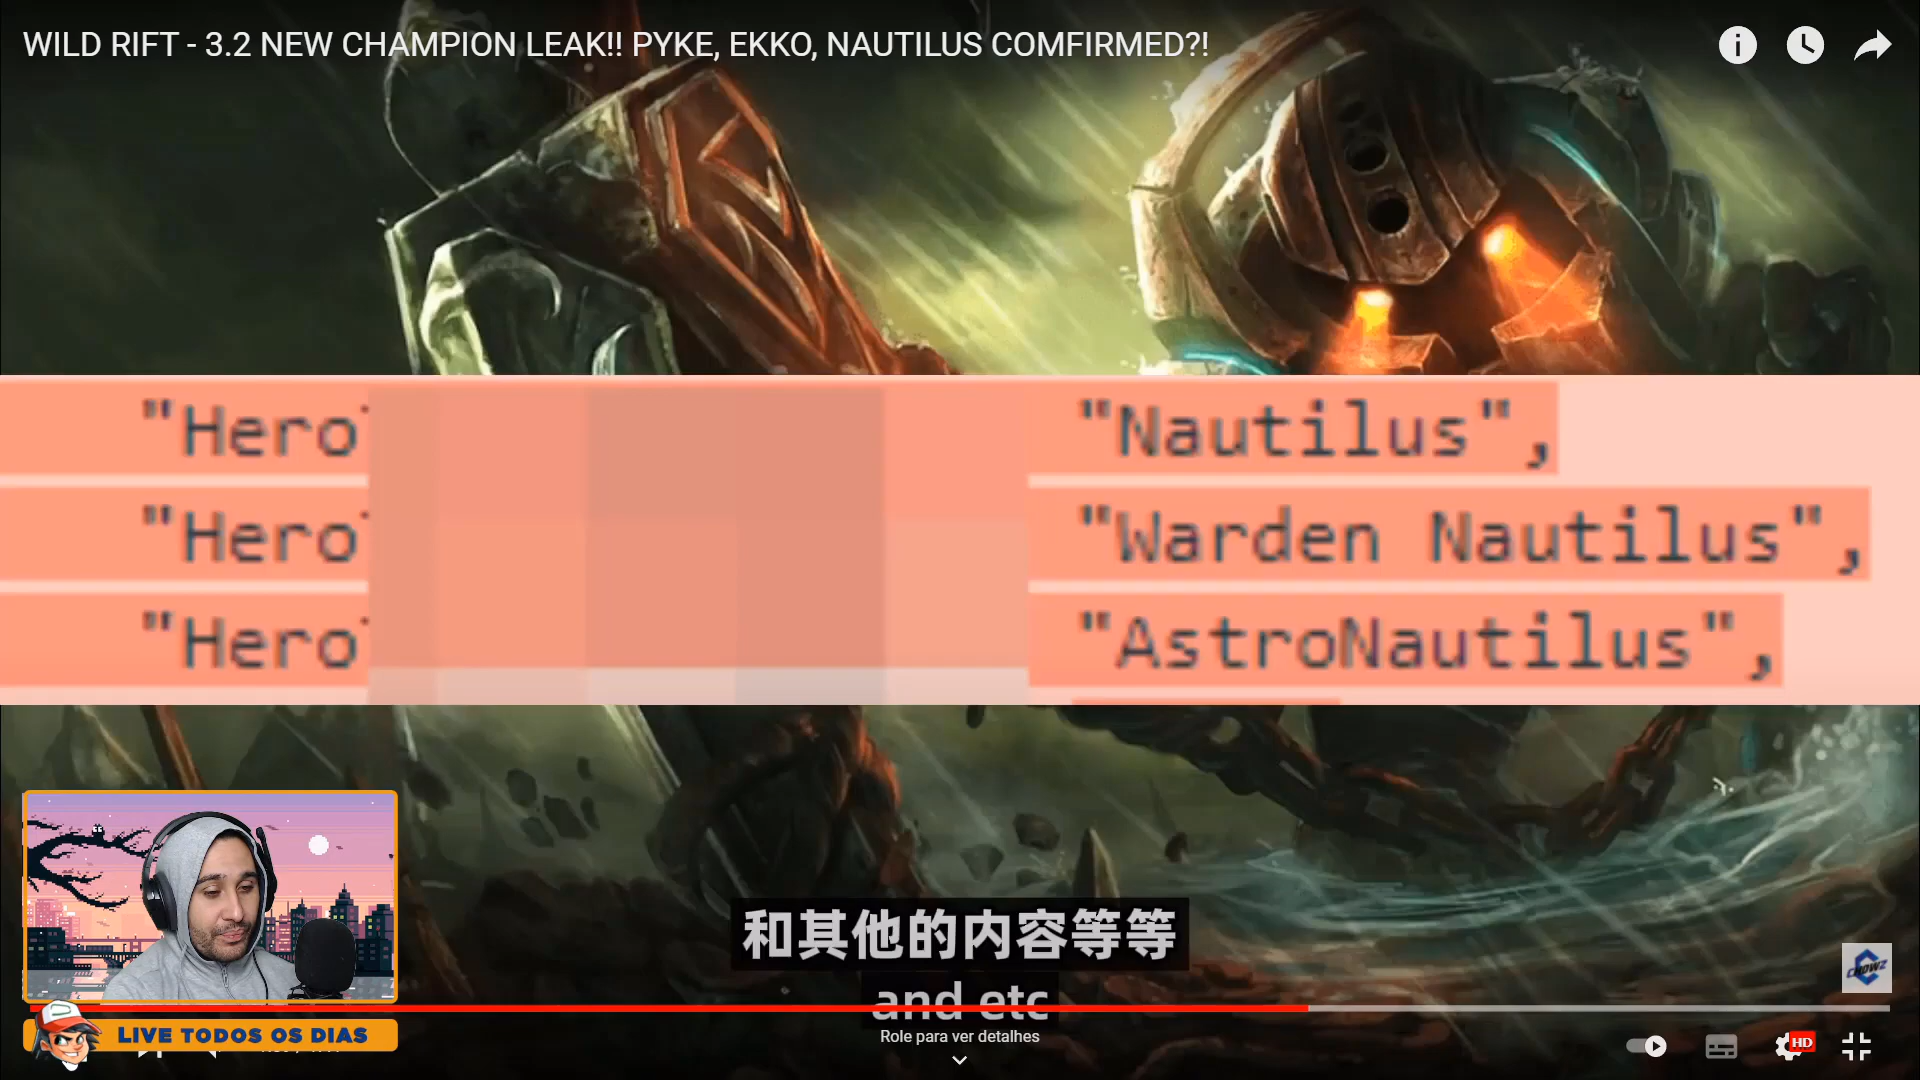 WILD RIFT - 3.2 NEW CHAMPION LEAK!! PYKE, EKKO, NAUTILUS COMFIRMED?!
"Hero "Nautilus",
"Hero "Warden Nautilus",
"Hero "AstroNautilus",
和其他的内容等等
and etc
CHOWZ
LIVE TODOS OS DIAS
Role para ver detalhes
HD